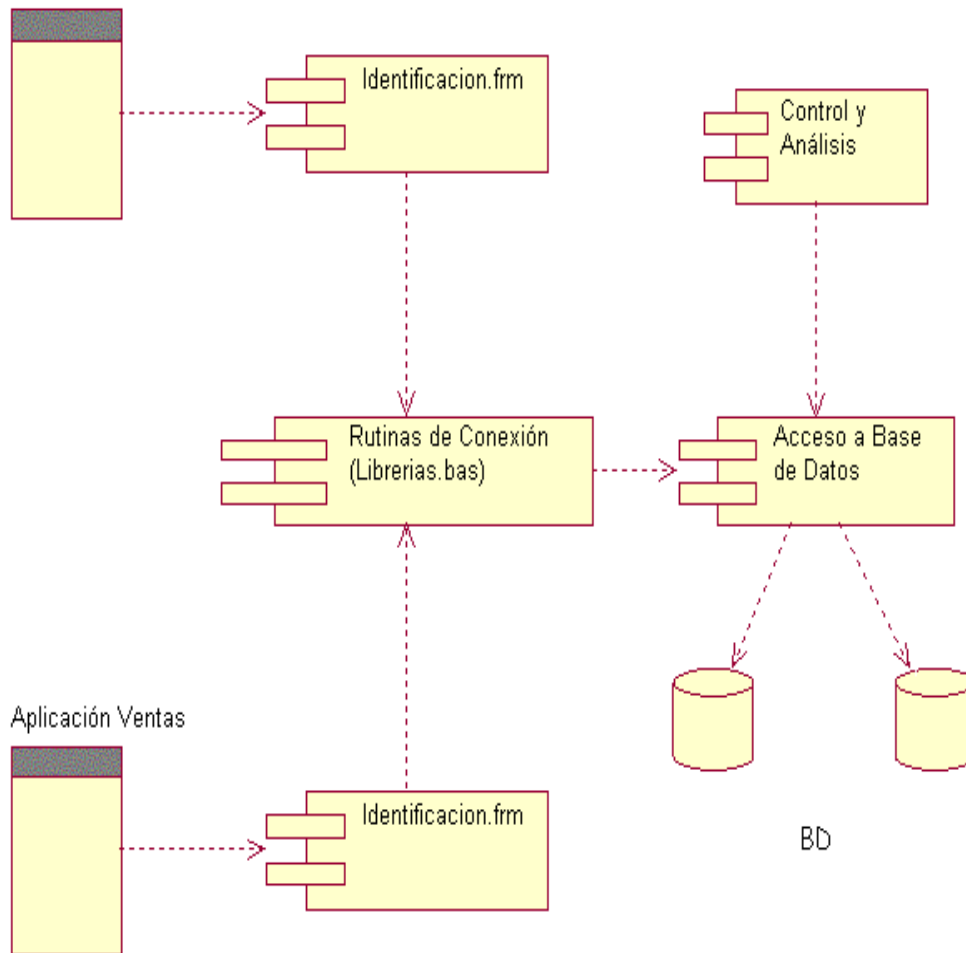 Identificacion.frm
Control y
Análisis
Rutinas de Conexión
(Librerias.bas)
Acceso a Base
de Datos
Aplicación Ventas
Identificacion.frm
BD